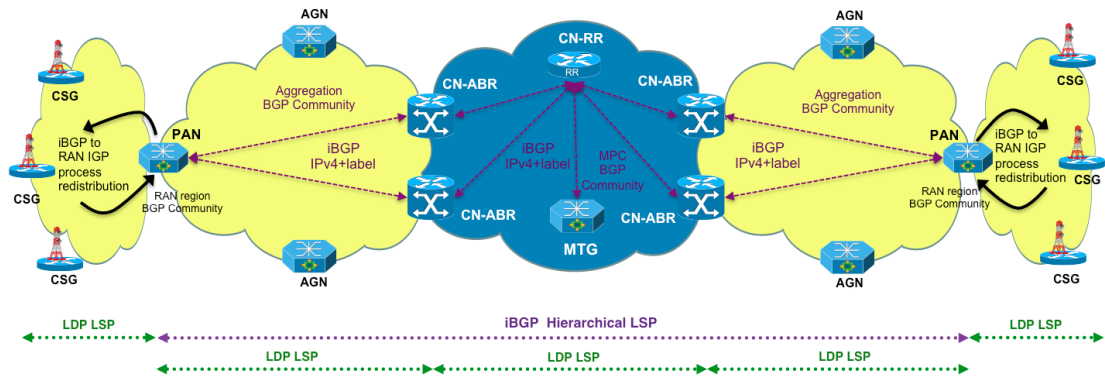 AGN
AGN
CN-RR
RR
CN-ABR
CN-ABR
CSG
CSG
Aggregation
BGP Community
Aggregation
BGP Community
PAN
PAN
iBGP to
RAN IGP
process
redistribution
iBGP
IPv4+label
iBGP
IPv4+label
MPC
BGP
Community
iBGP
IPv4+label
iBGP to
RAN IGP
process
redistribution
CSG
CSG
RAN region
BGP Community
RAN region
BGP Community
CN-ABR
CN-ABR
MTG
CSG
CSG
AGN
AGN
LDP LSP
iBGP Hierarchical LSP
LDP LSP
LDP LSP
LDP LSP
LDP LSP